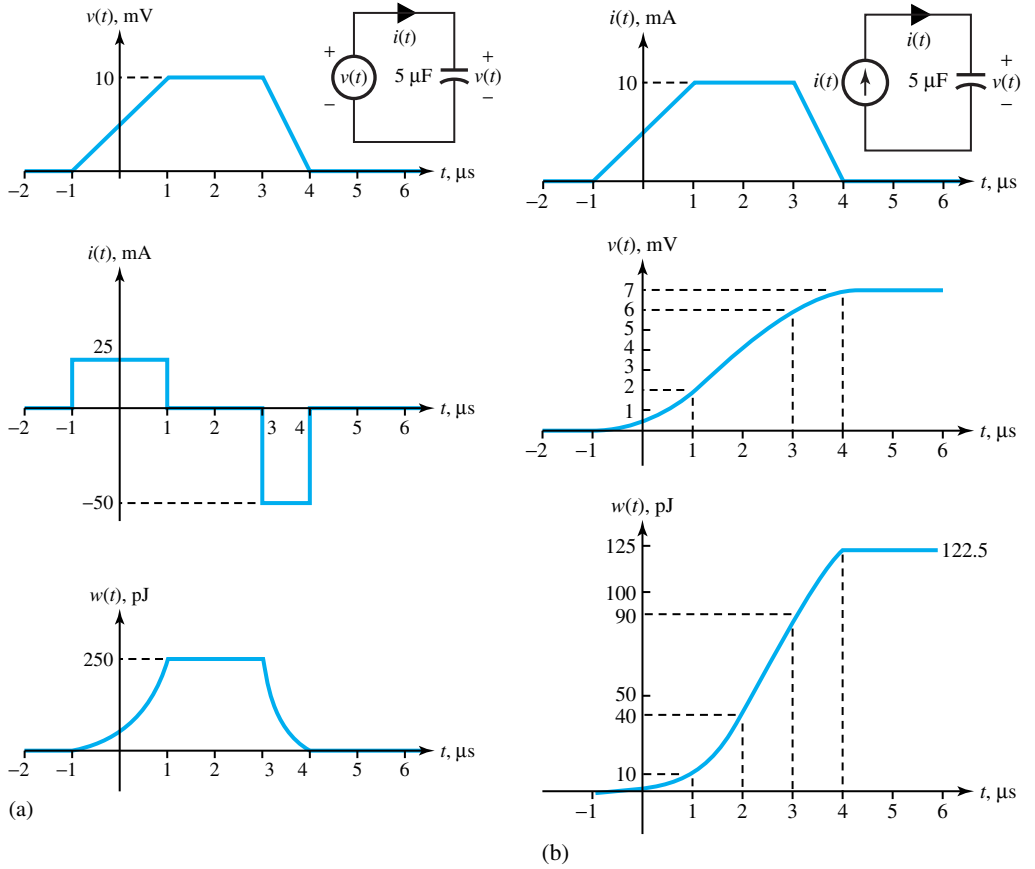 v(t), mV
10
−2 −1 1 2 3 4 5 6 t, μs
i(t)
+ +
v(t) 5 μF v(t)
− −
i(t), mA
25
−2 −1 1 2 3 4 5 6 t, μs
−50
w(t), pJ
250
−2 −1 1 2 3 4 5 6 t, μs
(a)
i(t), mA
10
−2 −1 1 2 3 4 5 6 t, μs
i(t)
+
i(t) 5 μF v(t)
−
v(t), mV
7
6
5
4
3
2
1
−2 −1 1 2 3 4 5 6 t, μs
w(t), pJ
125
122.5
100
90
50
40
10
−1 1 2 3 4 5 6 t, μs
(b)